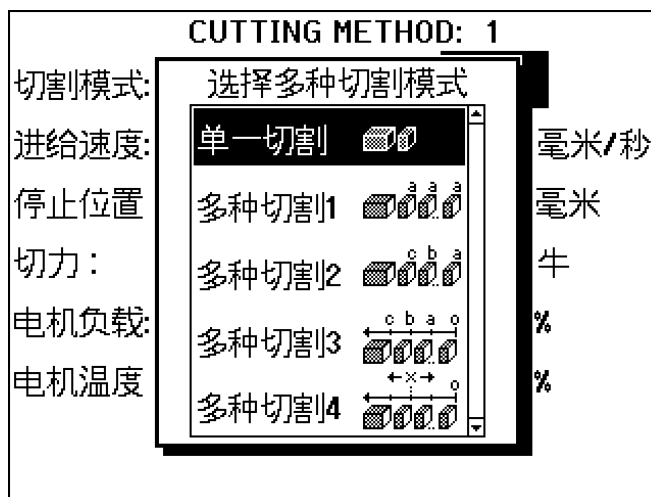 CUTTING METHOD: 1
切割模式:
选择多种切割模式
单一切割
进给速度:
毫米/秒
多种切割1
a a a
停止位置
毫米
多种切割2
c b a
切力:
牛
多种切割3
c b a o
电机负载:
%
多种切割4
x
o
电机温度
%